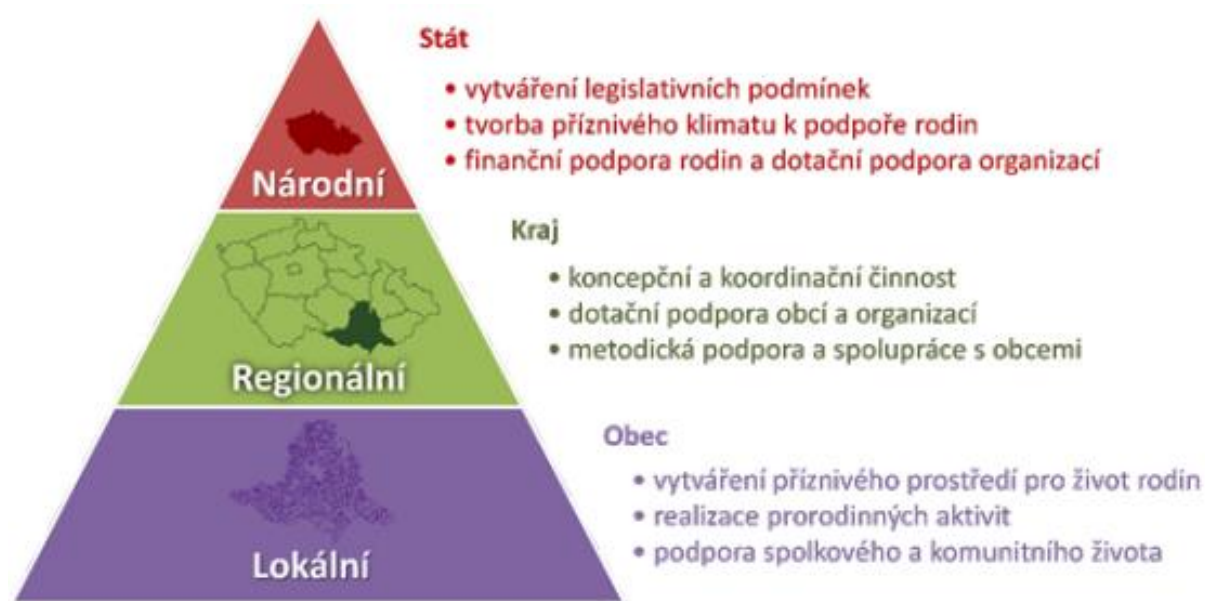 Stát
• vytváření legislativních podmínek
• tvorba příznivého klimatu k podpoře rodin
• finanční podpora rodin a dotační podpora organizací
Národní
Kraj
• koncepční a koordinační činnost
• dotační podpora obcí a organizací
• metodická podpora a spolupráce s obcemi
Regionální
Obec
• vytváření příznivého prostředí pro život rodin
• realizace prorodinných aktivit
• podpora spolkového a komunitního života
Lokální